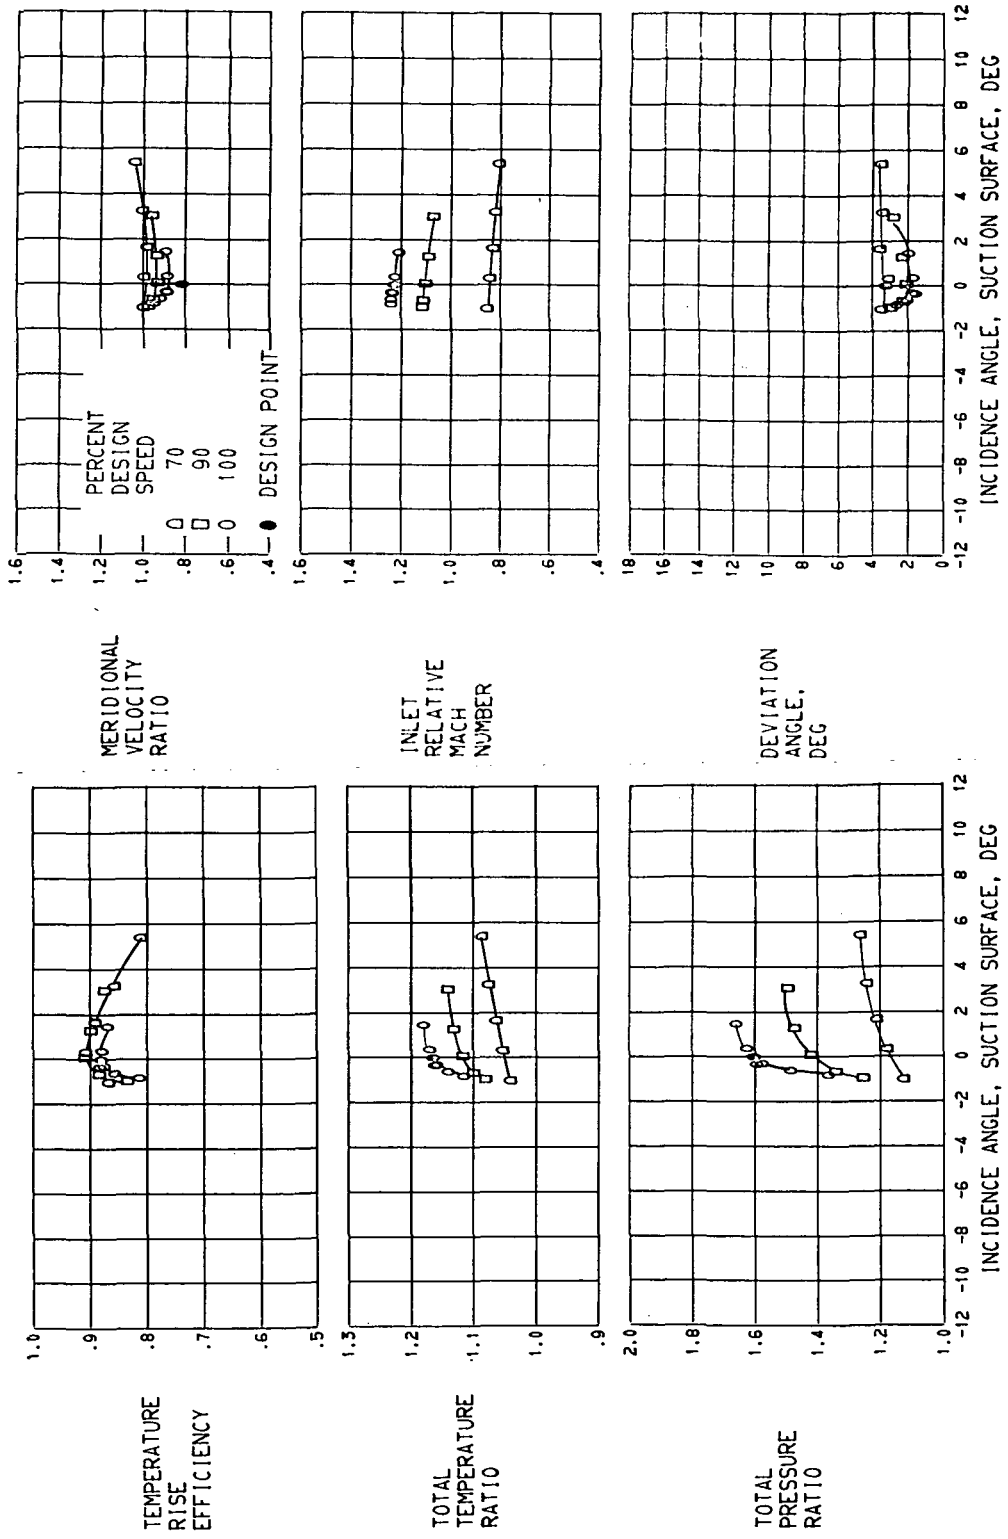 TEMPERATURE
RISE
EFFICIENCY
1.0
.9
.8
.7
.6
.5
TOTAL
TEMPERATURE
RATIO
1.3
1.2
1.1
1.0
.9
TOTAL
PRESSURE
RATIO
2.0
1.8
1.6
1.4
1.2
1.0
-12 -10 -8 -6 -4 -2 0 2 4 6 8 10 12
INCIDENCE ANGLE, SUCTION SURFACE, DEG
MERIDIONAL
VELOCITY
RATIO
1.6
1.4
1.2
1.0
0.8
.6
.4
PERCENT
DESIGN
SPEED
70
90
100
DESIGN POINT
INLET
RELATIVE
MACH
NUMBER
1.6
1.4
1.2
1.0
.8
.6
.4
DEVIATION
ANGLE,
DEG
18
16
14
12
10
8
6
4
2
0
-12 -10 -8 -6 -4 -2 0 2 4 6 8 10 12
INCIDENCE ANGLE, SUCTION SURFACE, DEG